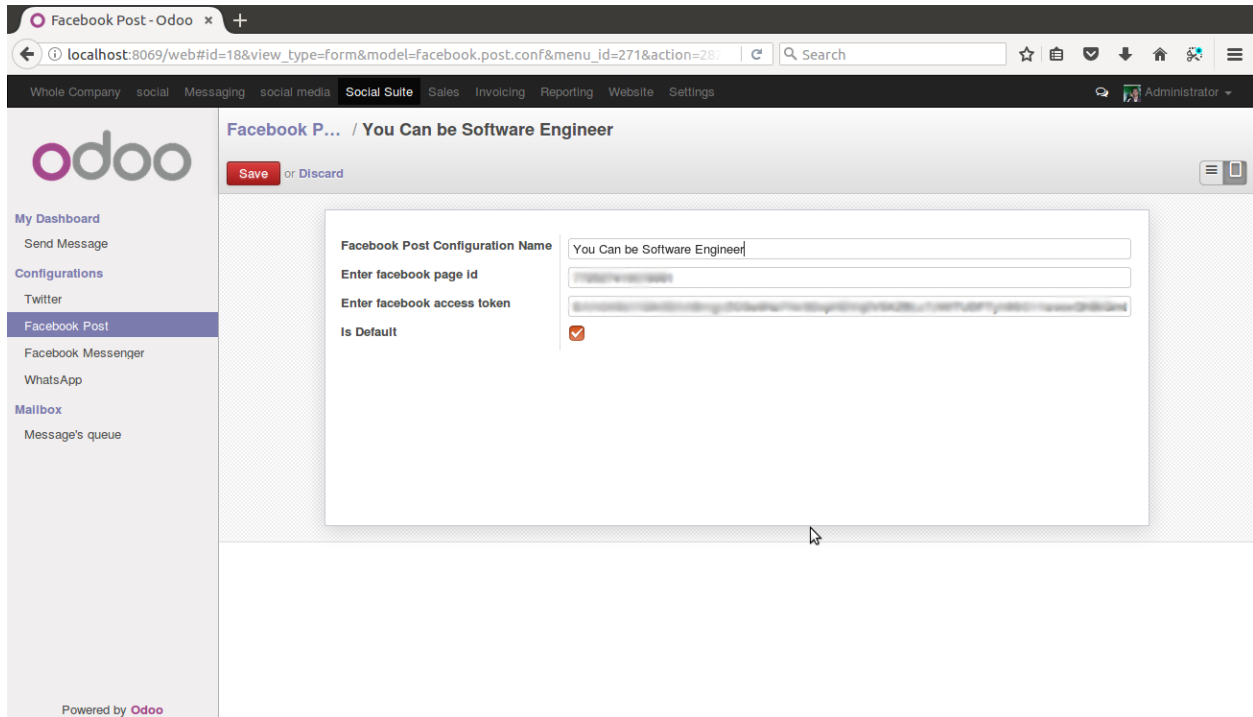 Facebook Post - Odoo × +
localhost:8069/web#id=18&view_type=form&model=facebook.post.conf&menu_id=271&action=28 Search
Whole Company social Messaging social media Social Suite Sales Invoicing Reporting Website Settings Administrator
odoo
Facebook P... / You Can be Software Engineer
Save or Discard
My Dashboard
Send Message
Configurations
Twitter
Facebook Post
Facebook Messenger
WhatsApp
Mailbox
Message's queue
Facebook Post Configuration Name You Can be Software Engineer
Enter facebook page id
Enter facebook access token
Is Default
Powered by Odoo